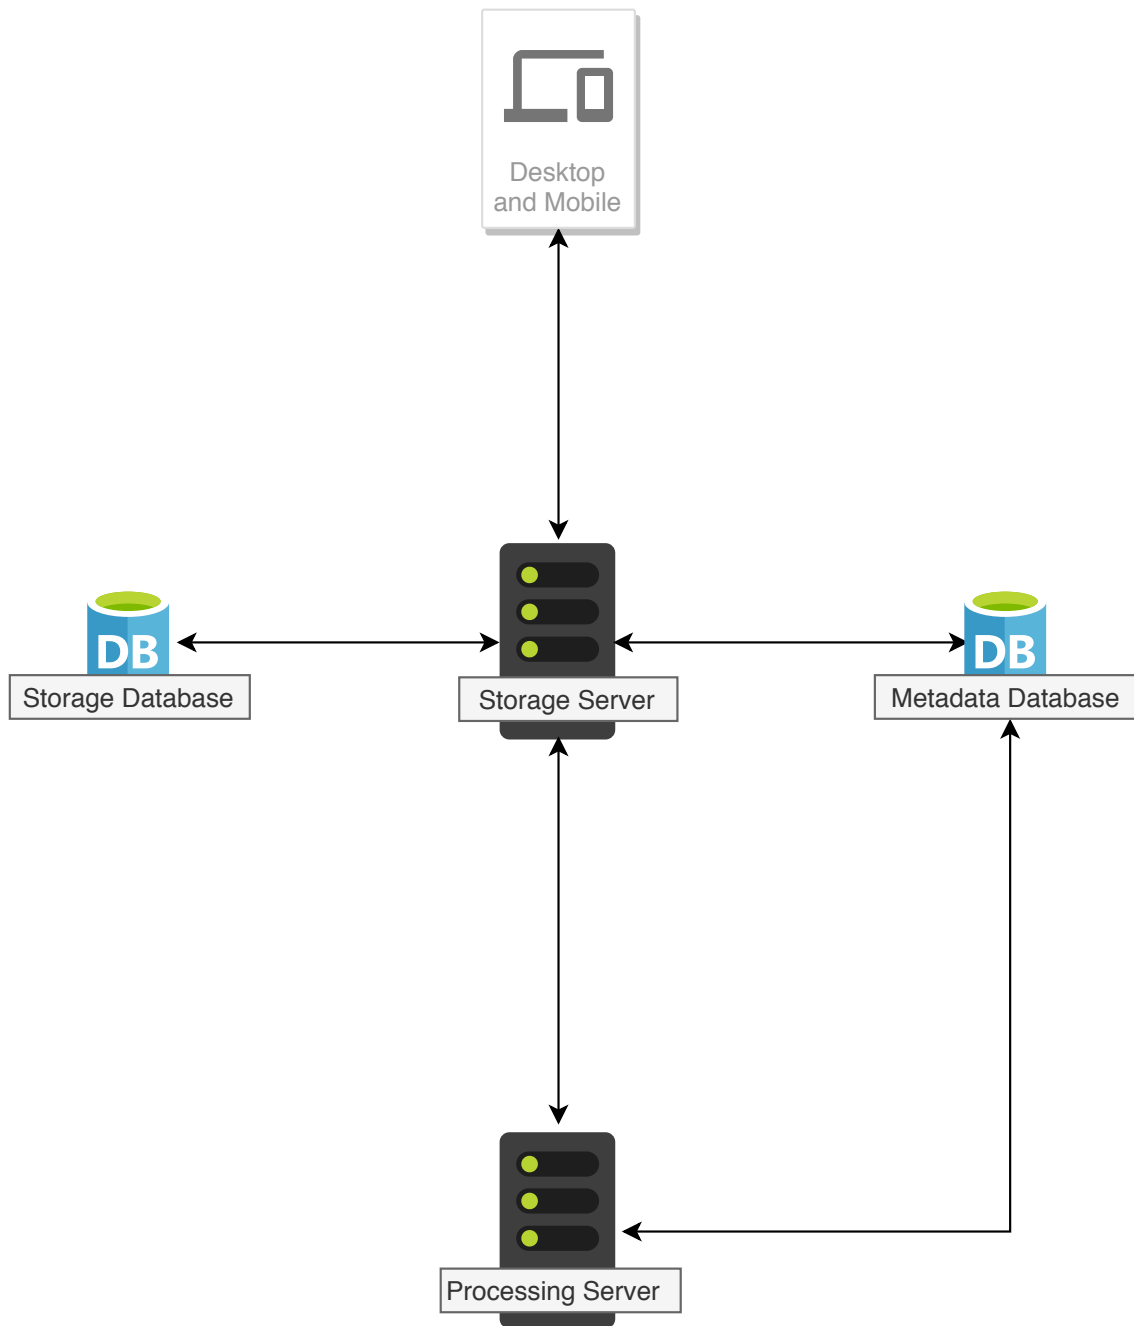 Desktop
and Mobile
DB
Storage Database
Storage Server
DB
Metadata Database
Processing Server